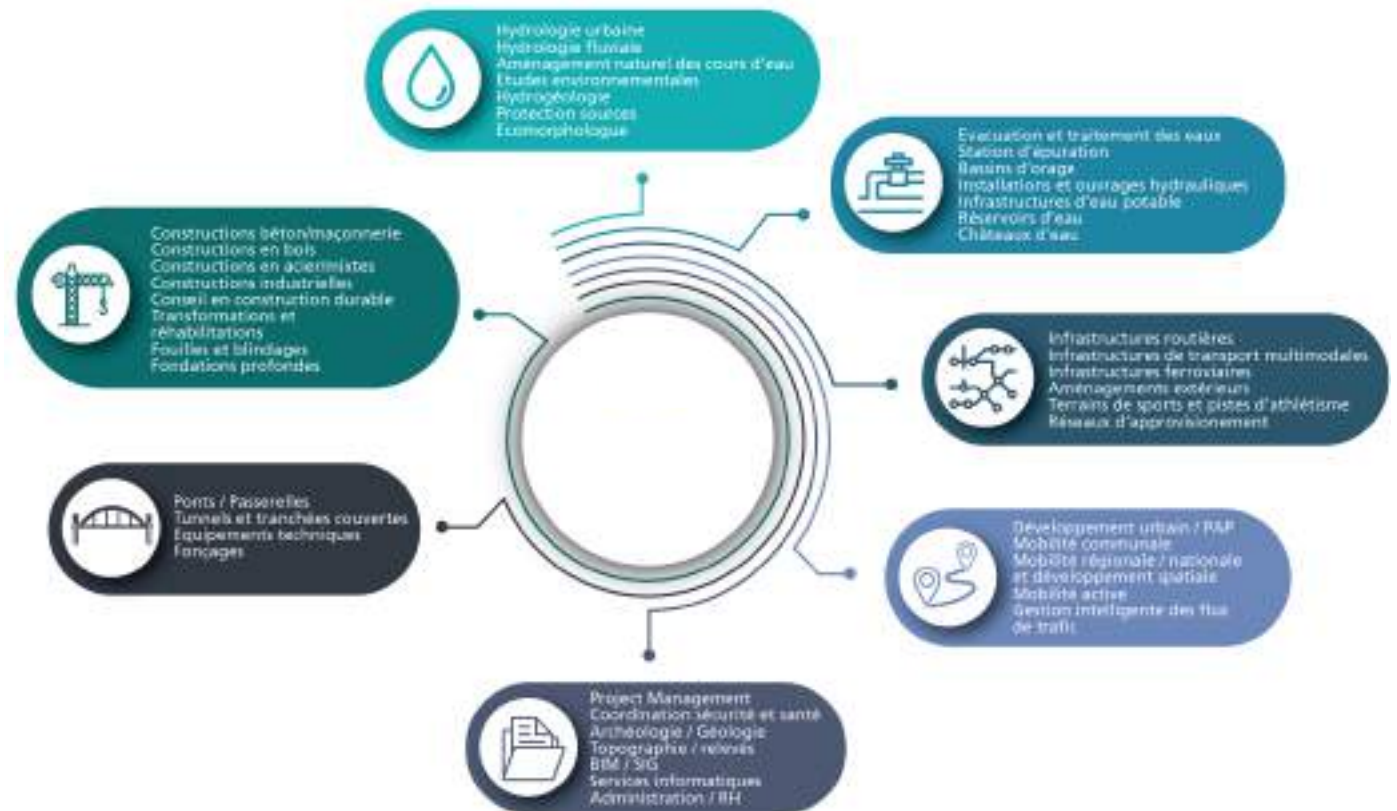 Hydrologie urbaine
Hydrologie fluviale
Aménagement naturel des cours d'eau
Etudes environnementales
Hydrogéologie
Protection sources
Ecomorphologue
Evacuation et traitement des eaux
Station d'épuration
Bassins d'orage
Installations et ouvrages hydrauliques
Infrastructures d'eau potable
Réservoirs d'eau
Châteaux d'eau
Infrastructures routières
Infrastructures de transport multimodales
Infrastructures ferroviaires
Aménagements extérieurs
Terrains de sports et pistes d'athlétisme
Réseaux d'approvisionement
Développement urbain / PAP
Mobilité communale
Mobilité régionale / nationale
et développement spatiale
Mobilité active
Gestion intelligente des flux
de trafic
Project Management
Coordination sécurité et santé
Archéologie / Géologie
Topographie / relevés
BIM / SIG
Services informatiques
Administration / RH
Ponts / Passerelles
Tunnels et tranchées couvertes
Equipements techniques
Fonçages
Constructions béton/maçonnerie
Constructions en bois
Constructions en acier/mixtes
Constructions industrielles
Conseil en construction durable
Transformations et
réhabilitations
Fouilles et blindages
Fondations profondes